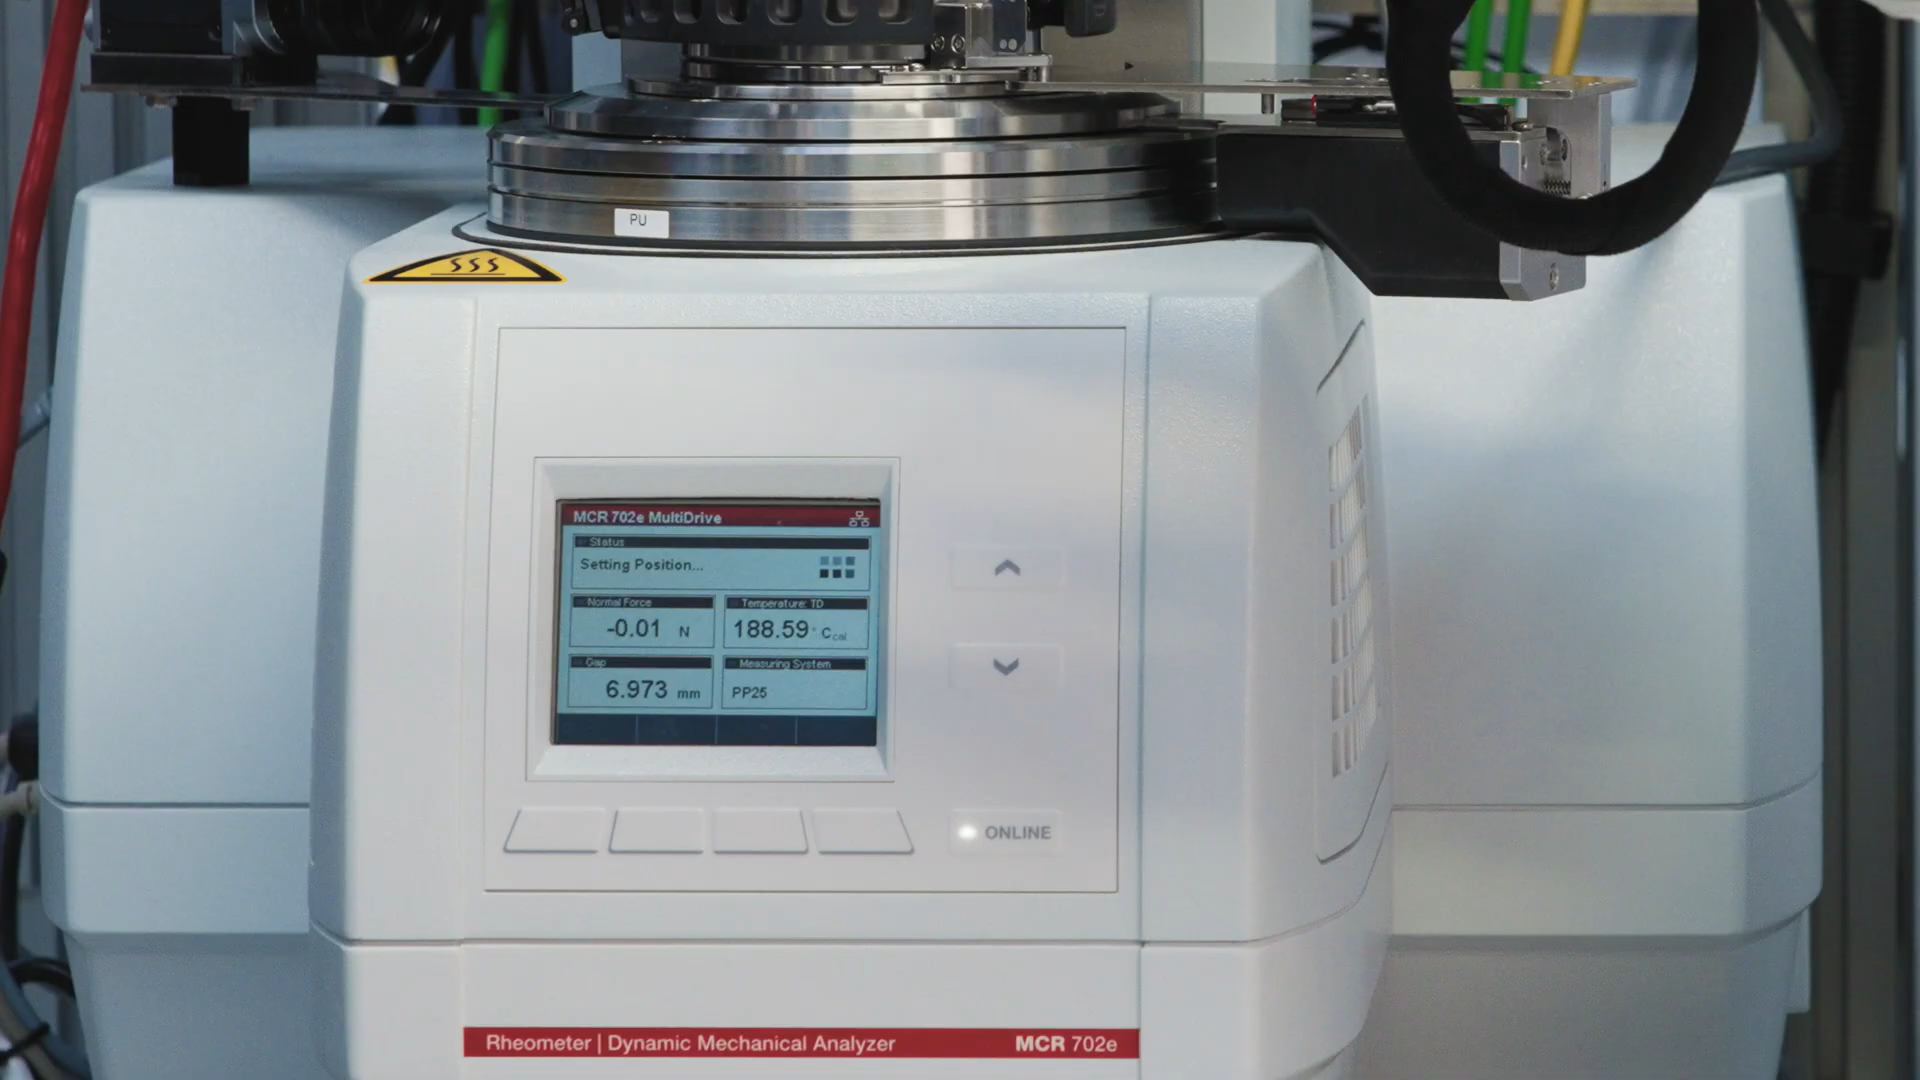 PU
MCR 702e MultiDrive
Status
Setting Position...
Normal Force
-0.01 N
Temperature: TD
188.59 °C cal
Gap
6.973 mm
Measuring System
PP25
ONLINE
Rheometer | Dynamic Mechanical Analyzer
MCR 702e